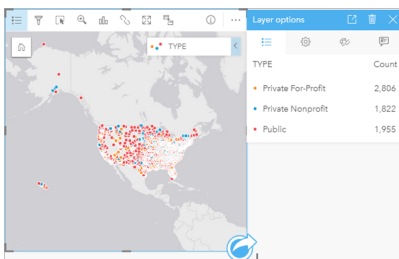 Layer options
TYPE
TYPE Count
Private For-Profit 2,806
Private Nonprofit 1,822
Public 1,955